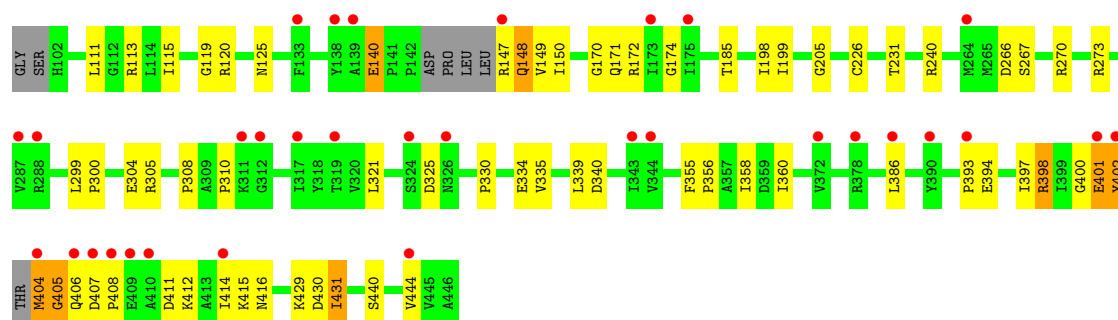 GLY SER H102 L111 G112 R113 L114 I115 G119 R120 N125 F133 Y138 A139 E140 P141 P142 ASP PRO LEU LEU R147 Q148 V149 I150 G170 Q171 R172 I173 G174 I175 T185 I198 I199 G205 C226 T231 R240 M264 M265 D266 S267 R270 R273
V287 R288 L299 P300 E304 R305 P308 A309 P310 K311 G312 I317 Y318 T319 V320 L321 S324 D325 N326 P330 E334 V335 L339 D340 I343 V344 F355 P356 A357 I358 D359 I360 V372 R378 L386 Y390 P393 E394 I397 R398 I399 G400 E401 Y402
THR M404 G405 Q406 D407 P408 E409 A410 D411 K412 A413 I414 K415 N416 K429 D430 I431 S440 V444 V445 A446